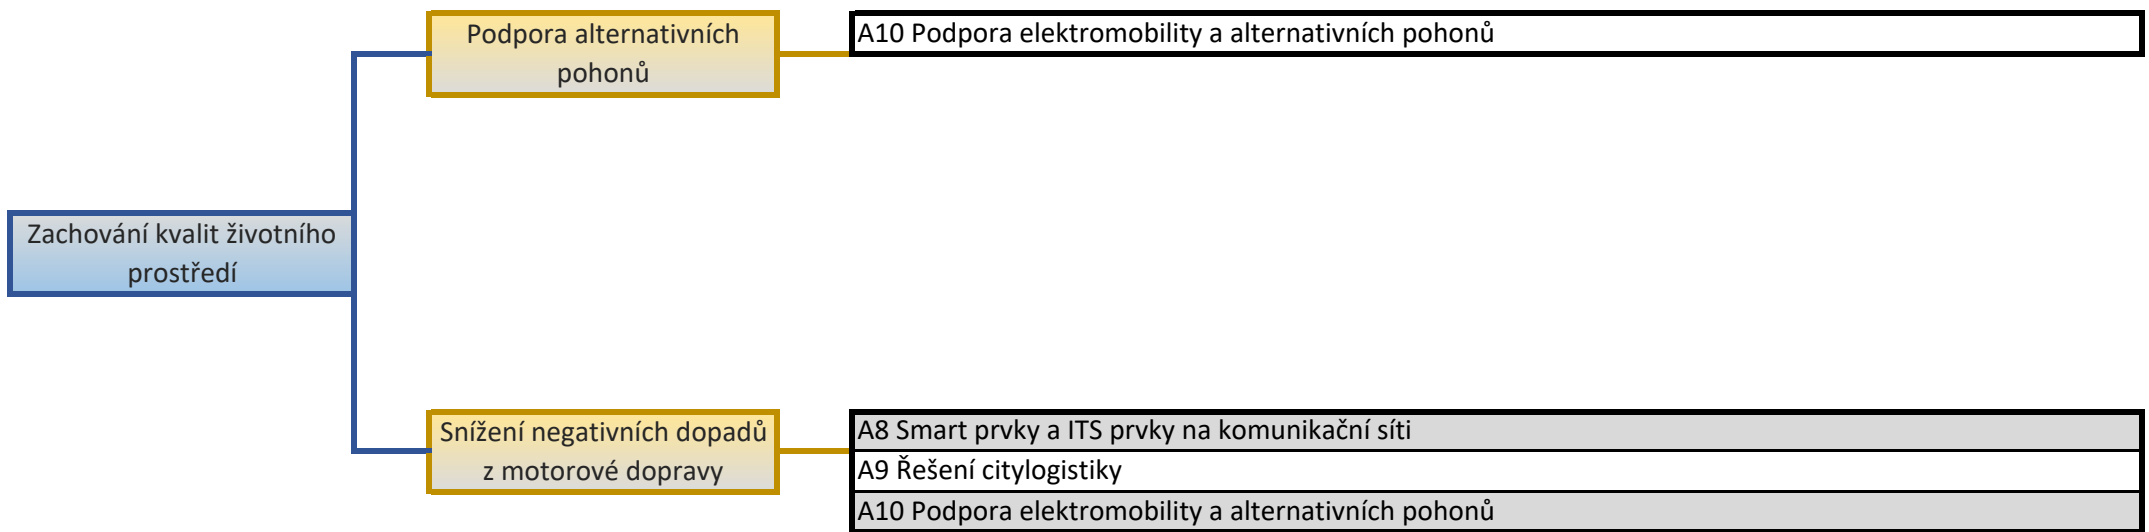 Podpora alternativních
pohonů
A10 Podpora elektromobility a alternativních pohonů
Zachování kvalit životního
prostředí
Snížení negativních dopadů
z motorové dopravy
A8 Smart prvky a ITS prvky na komunikační síti
A9 Řešení citylogistiky
A10 Podpora elektromobility a alternativních pohonů